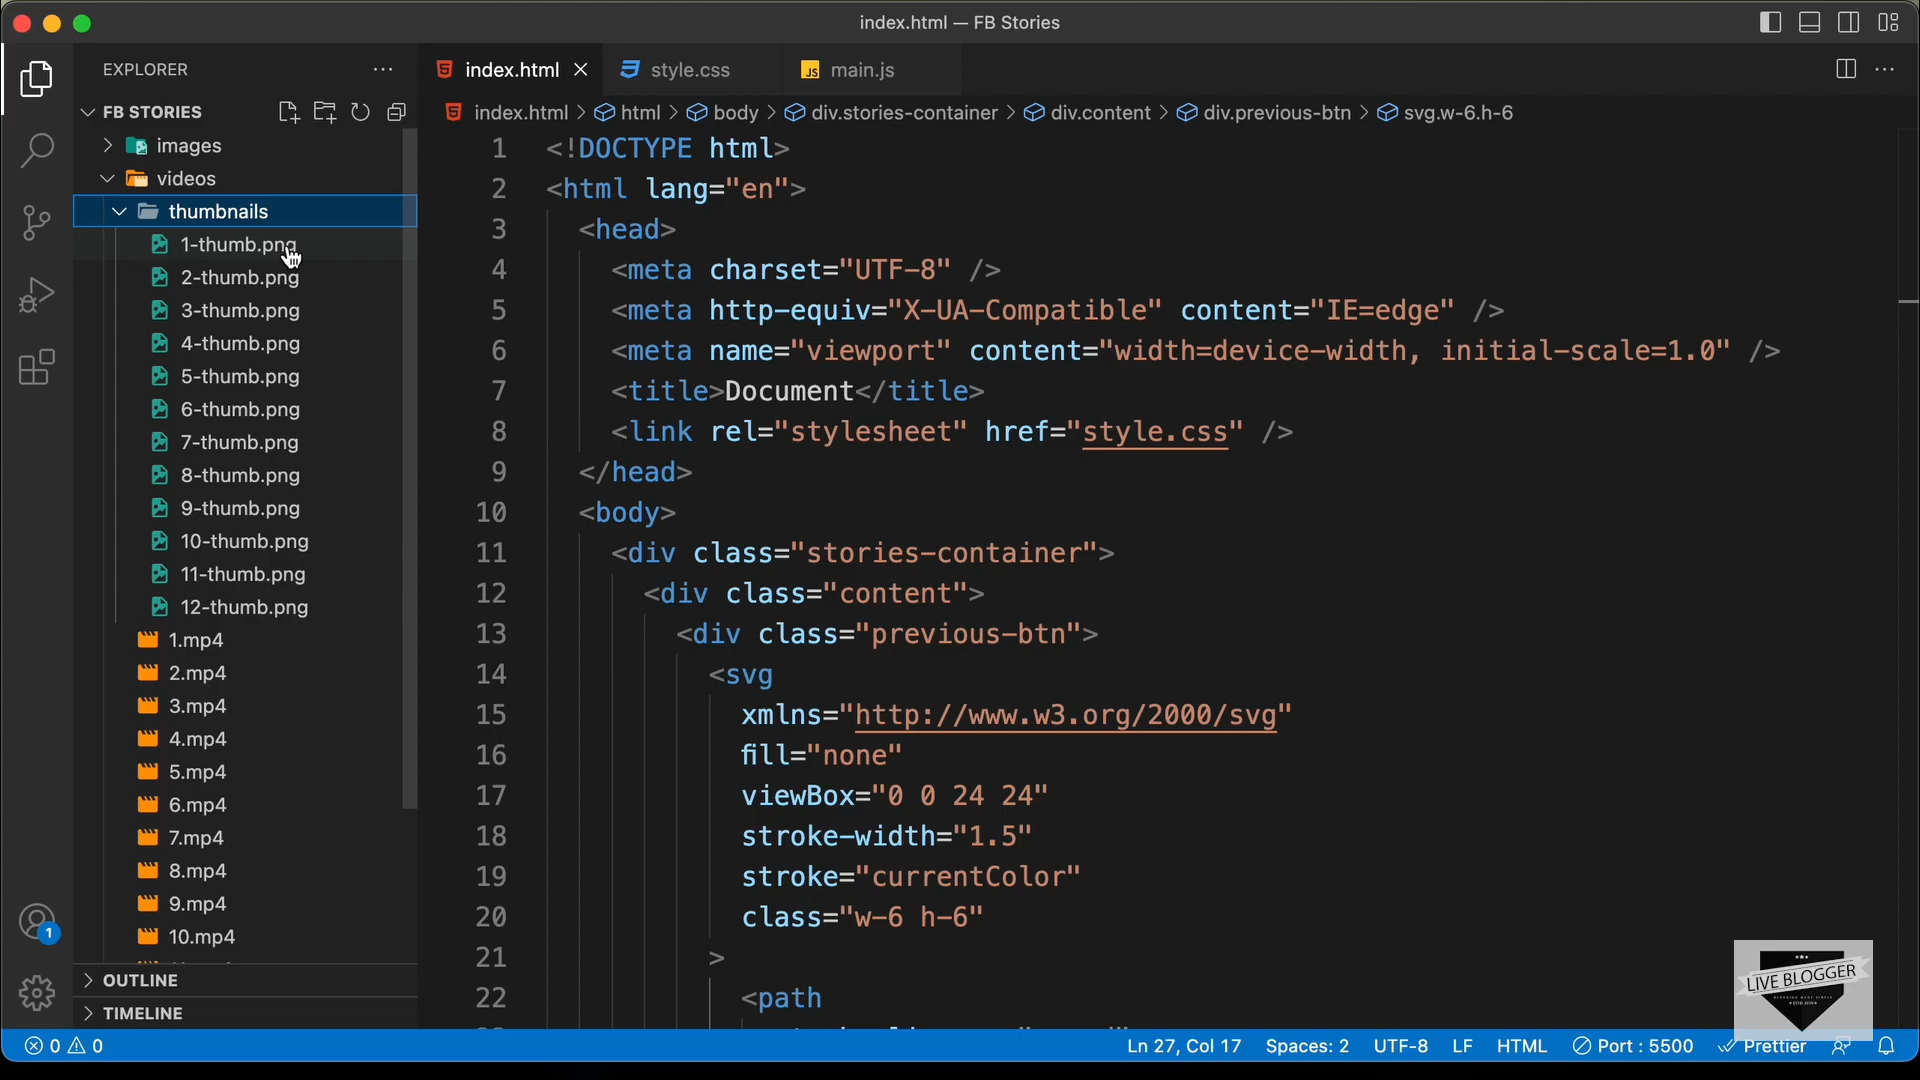 index.html — FB Stories
EXPLORER
index.html
style.css
JS main.js
FB STORIES
index.html > html > body > div.stories-container > div.content > div.previous-btn > svg.w-6.h-6
images
videos
thumbnails
1-thumb.png
2-thumb.png
3-thumb.png
4-thumb.png
5-thumb.png
6-thumb.png
7-thumb.png
8-thumb.png
9-thumb.png
10-thumb.png
11-thumb.png
12-thumb.png
1.mp4
2.mp4
3.mp4
4.mp4
5.mp4
6.mp4
7.mp4
8.mp4
9.mp4
10.mp4
OUTLINE
TIMELINE
1
1 <!DOCTYPE html>
2 <html lang="en">
3 <head>
4 <meta charset="UTF-8" />
5 <meta http-equiv="X-UA-Compatible" content="IE=edge" />
6 <meta name="viewport" content="width=device-width, initial-scale=1.0" />
7 <title>Document</title>
8 <link rel="stylesheet" href="style.css" />
9 </head>
10 <body>
11 <div class="stories-container">
12 <div class="content">
13 <div class="previous-btn">
14 <svg
15 xmlns="http://www.w3.org/2000/svg"
16 fill="none"
17 viewBox="0 0 24 24"
18 stroke-width="1.5"
19 stroke="currentColor"
20 class="w-6 h-6"
21 >
22 <path
LIVE BLOGGER
0 0
Ln 27, Col 17
Spaces: 2
UTF-8
LF
HTML
Port : 5500
Prettier